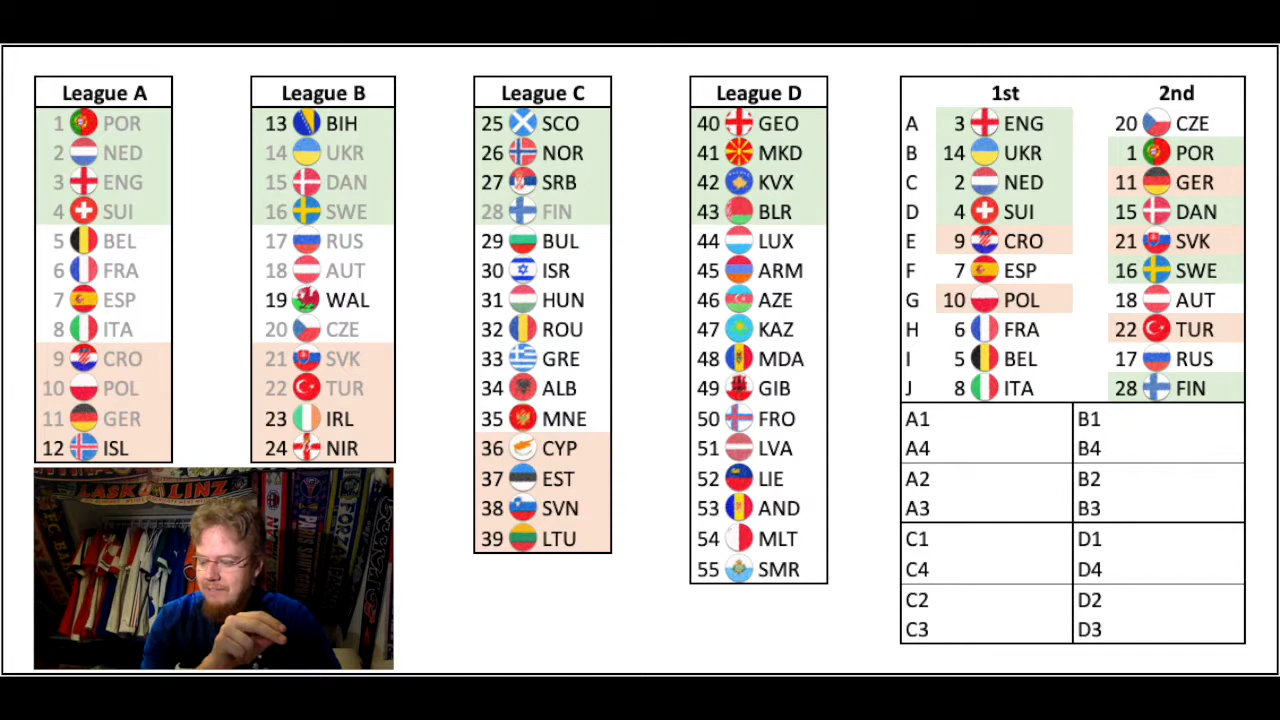 League A
1 POR
2 NED
3 ENG
4 SUI
5 BEL
6 FRA
7 ESP
8 ITA
9 CRO
10 POL
11 GER
12 ISL
League B
13 BIH
14 UKR
15 DAN
16 SWE
17 RUS
18 AUT
19 WAL
20 CZE
21 SVK
22 TUR
23 IRL
24 NIR
League C
25 SCO
26 NOR
27 SRB
28 FIN
29 BUL
30 ISR
31 HUN
32 ROU
33 GRE
34 ALB
35 MNE
36 CYP
37 EST
38 SVN
39 LTU
League D
40 GEO
41 MKD
42 KVX
43 BLR
44 LUX
45 ARM
46 AZE
47 KAZ
48 MDA
49 GIB
50 FRO
51 LVA
52 LIE
53 AND
54 MLT
55 SMR
1st 2nd
A 3 ENG 20 CZE
B 14 UKR 1 POR
C 2 NED 11 GER
D 4 SUI 15 DAN
E 9 CRO 21 SVK
F 7 ESP 16 SWE
G 10 POL 18 AUT
H 6 FRA 22 TUR
I 5 BEL 17 RUS
J 8 ITA 28 FIN
A1 B1
A4 B4
A2 B2
A3 B3
C1 D1
C4 D4
C2 D2
C3 D3
LASK LINZ
FORZA
PARIS SAINT